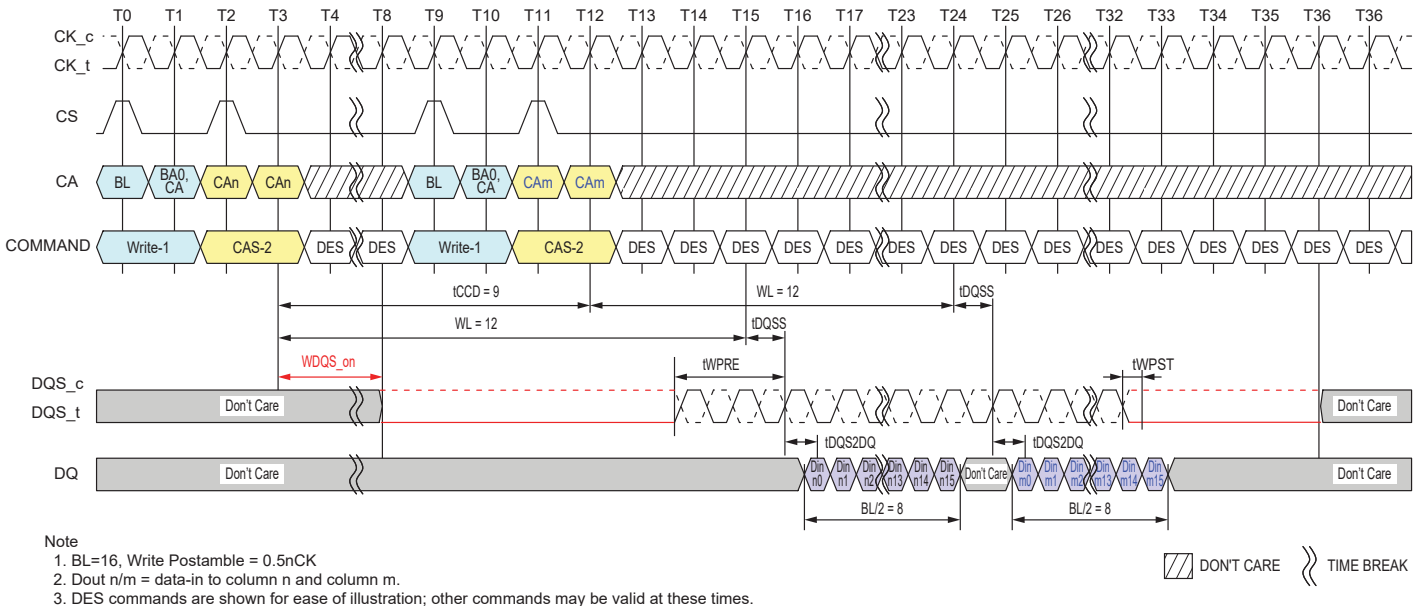 T0 T1 T2 T3 T4 T8 T9 T10 T11 T12 T13 T14 T15 T16 T17 T23 T24 T25 T26 T32 T33 T34 T35 T36 T36
CK_c
CK_t
CS
CA BL BA0, CA CAn CAn BL BA0, CA CAm CAm
COMMAND Write-1 CAS-2 DES DES Write-1 CAS-2 DES DES DES DES DES DES DES DES DES DES DES DES DES DES DES
tCCD = 9 WL = 12 tDQSS
WL = 12 tDQSS
WDQS_on tWPRE tWPST
DQS_c
DQS_t Don't Care Don't Care
tDQS2DQ tDQS2DQ
DQ Don't Care Din n0 Din n1 Din n2 Din n13 Din n14 Din n15 Don't Care Din m0 Din m1 Din m2 Din m13 Din m14 Din m15 Don't Care
BL/2 = 8 BL/2 = 8
Note
1. BL=16, Write Postamble = 0.5nCK
2. Dout n/m = data-in to column n and column m.
3. DES commands are shown for ease of illustration; other commands may be valid at these times.
DON'T CARE TIME BREAK